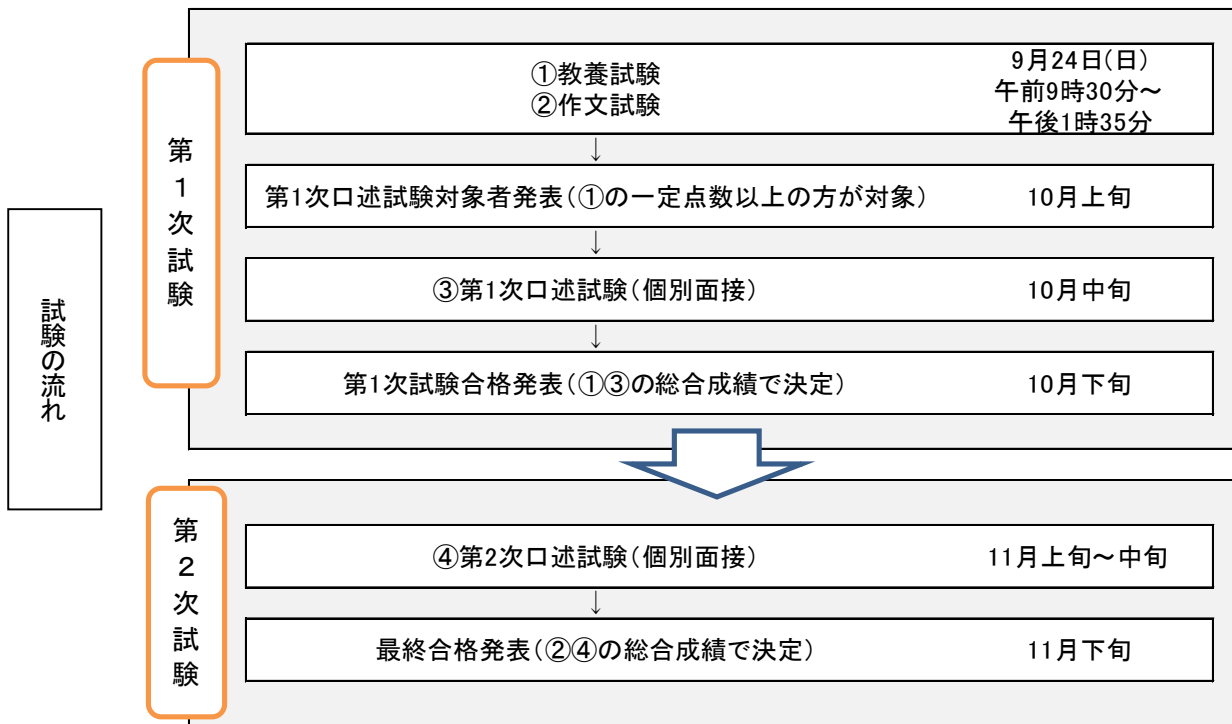 試験の流れ
第1次試験
①教養試験
②作文試験
9月24日(日)
午前9時30分～
午後1時35分
↓
第1次口述試験対象者発表(①の一定点数以上の方が対象)
10月上旬
↓
③第1次口述試験(個別面接)
10月中旬
↓
第1次試験合格発表(①③の総合成績で決定)
10月下旬
第2次試験
④第2次口述試験(個別面接)
11月上旬～中旬
↓
最終合格発表(②④の総合成績で決定)
11月下旬